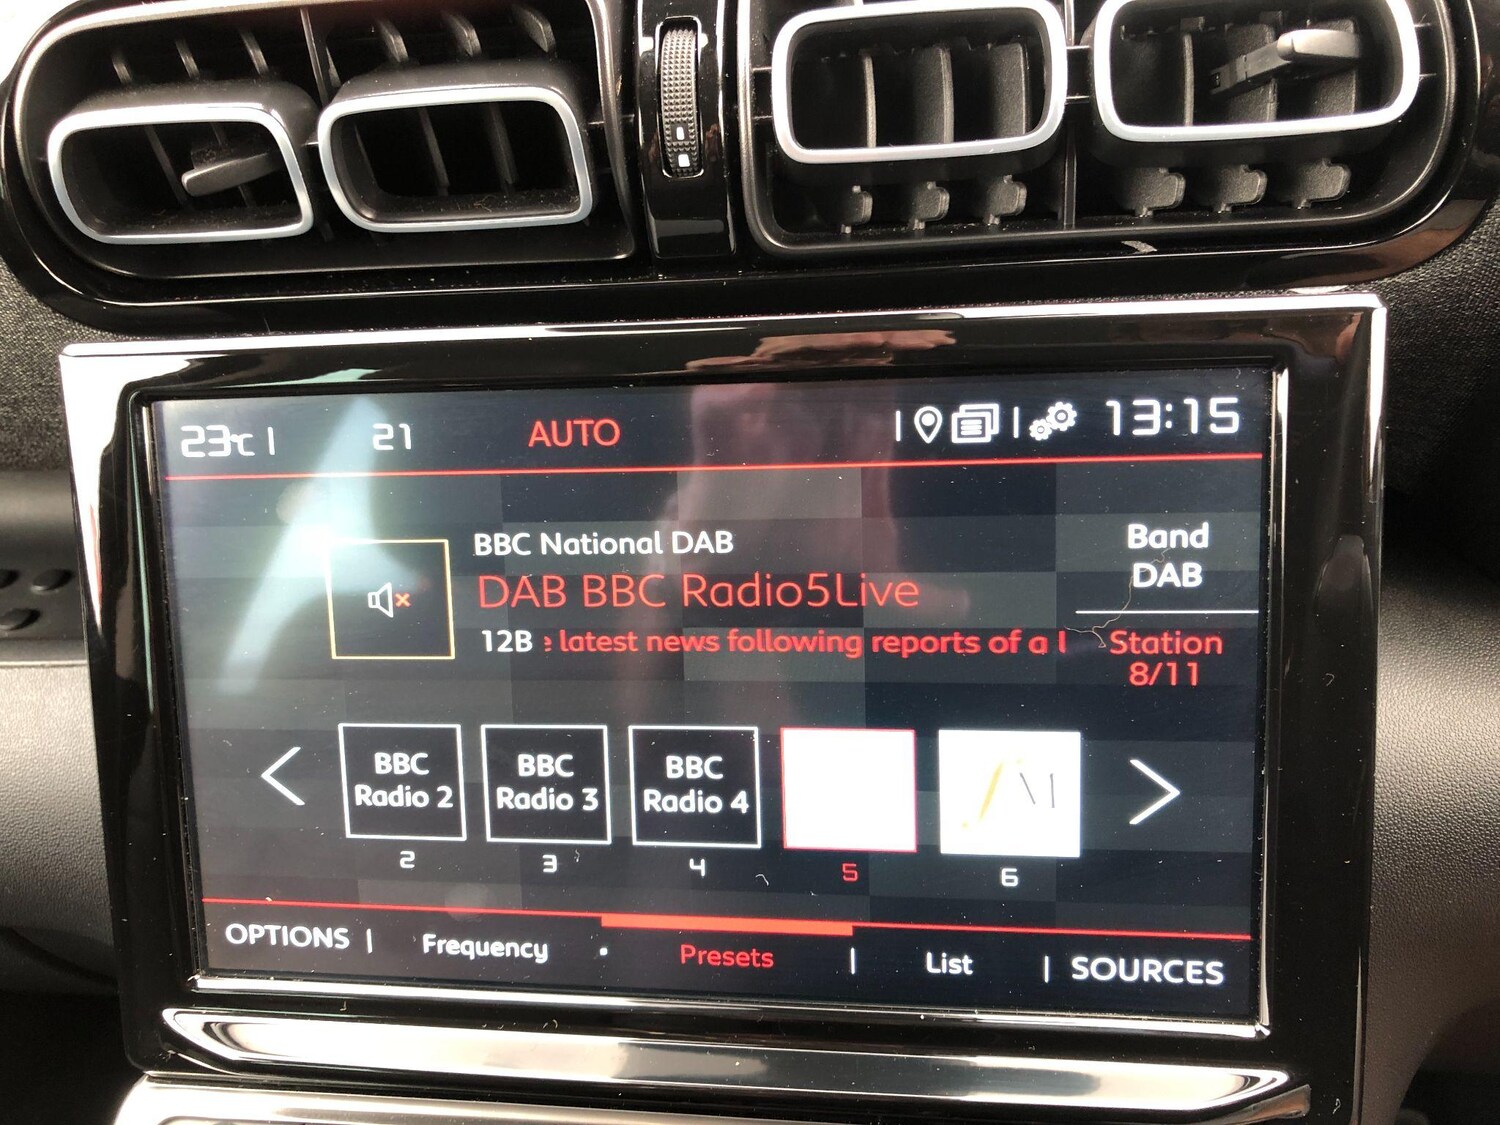 23°C | 21 AUTO 13:15
BBC National DAB
DAB BBC Radio5Live
12B e latest news following reports of a l
Band
DAB
Station
8/11
BBC
Radio 2
BBC
Radio 3
BBC
Radio 4
2 3 4 5 6
OPTIONS | Frequency Presets | List | SOURCES